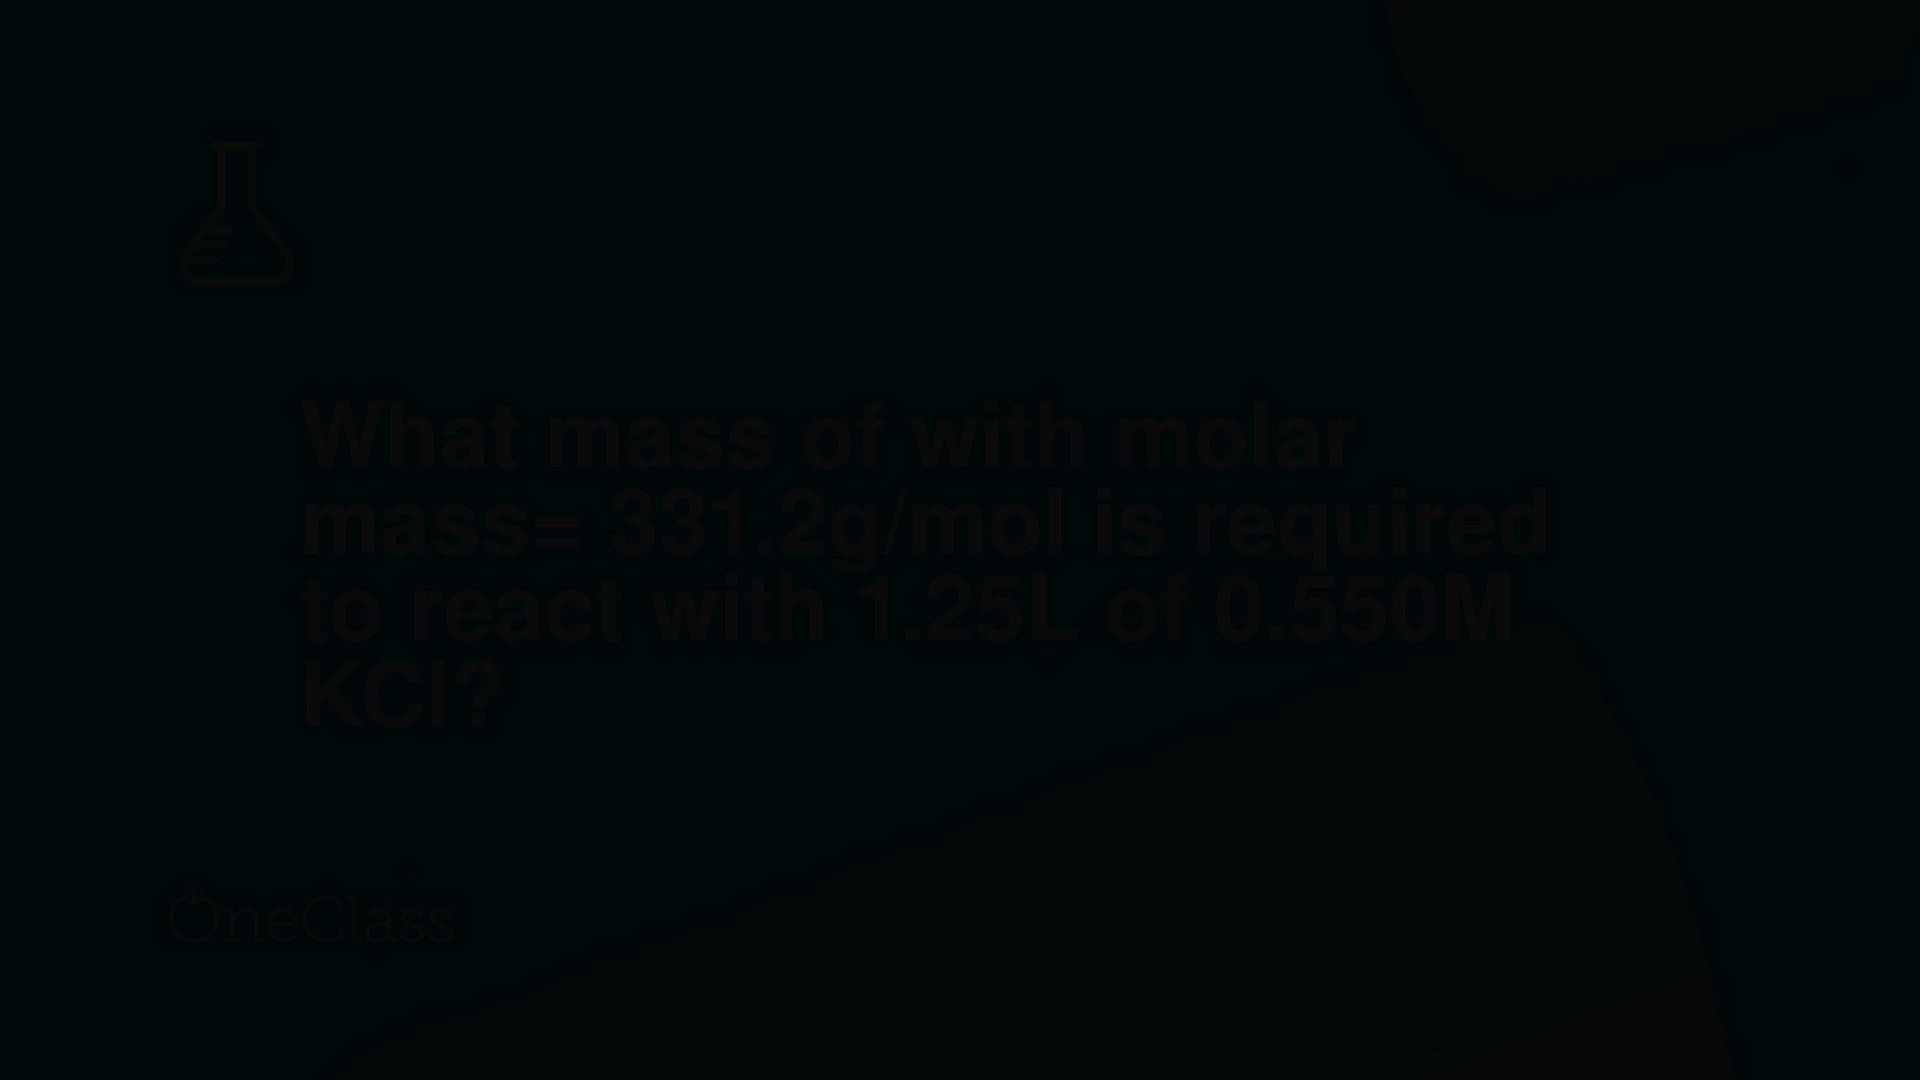 What mass of with molar
mass= 331.2g/mol is required
to react with 1.25L of 0.550M
KCl?
OneClass